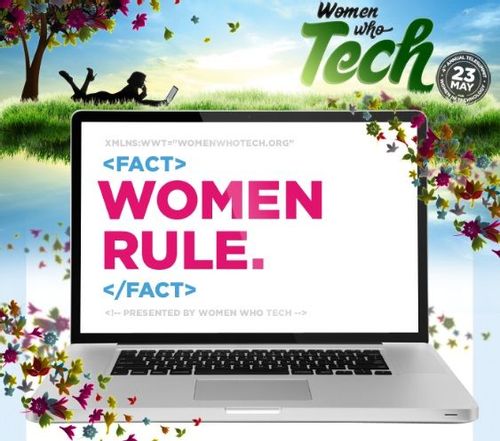 Women
who
Tech
23
MAY
XMLNS:WWT="WOMENWHOTECH.ORG"
<FACT>
WOMEN
RULE.
</FACT>
<!-- PRESENTED BY WOMEN WHO TECH -->